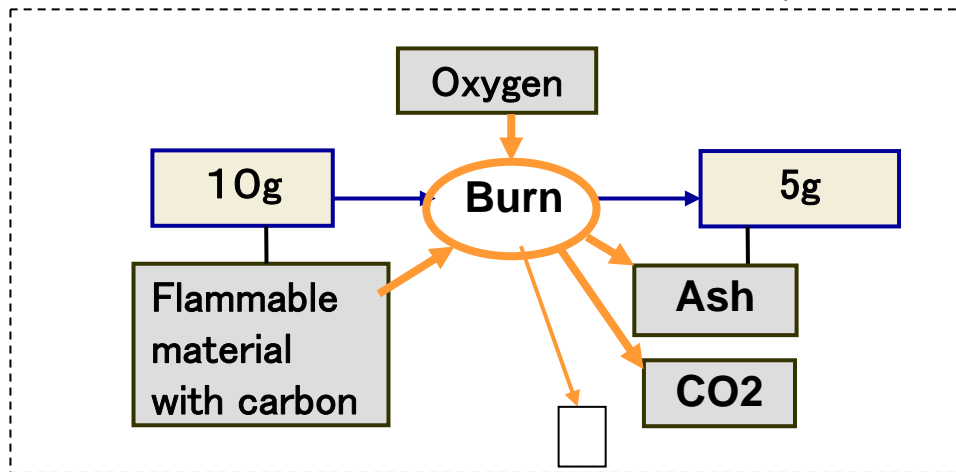 Oxygen
10g
Burn
5g
Flammable
material
with carbon
Ash
CO2